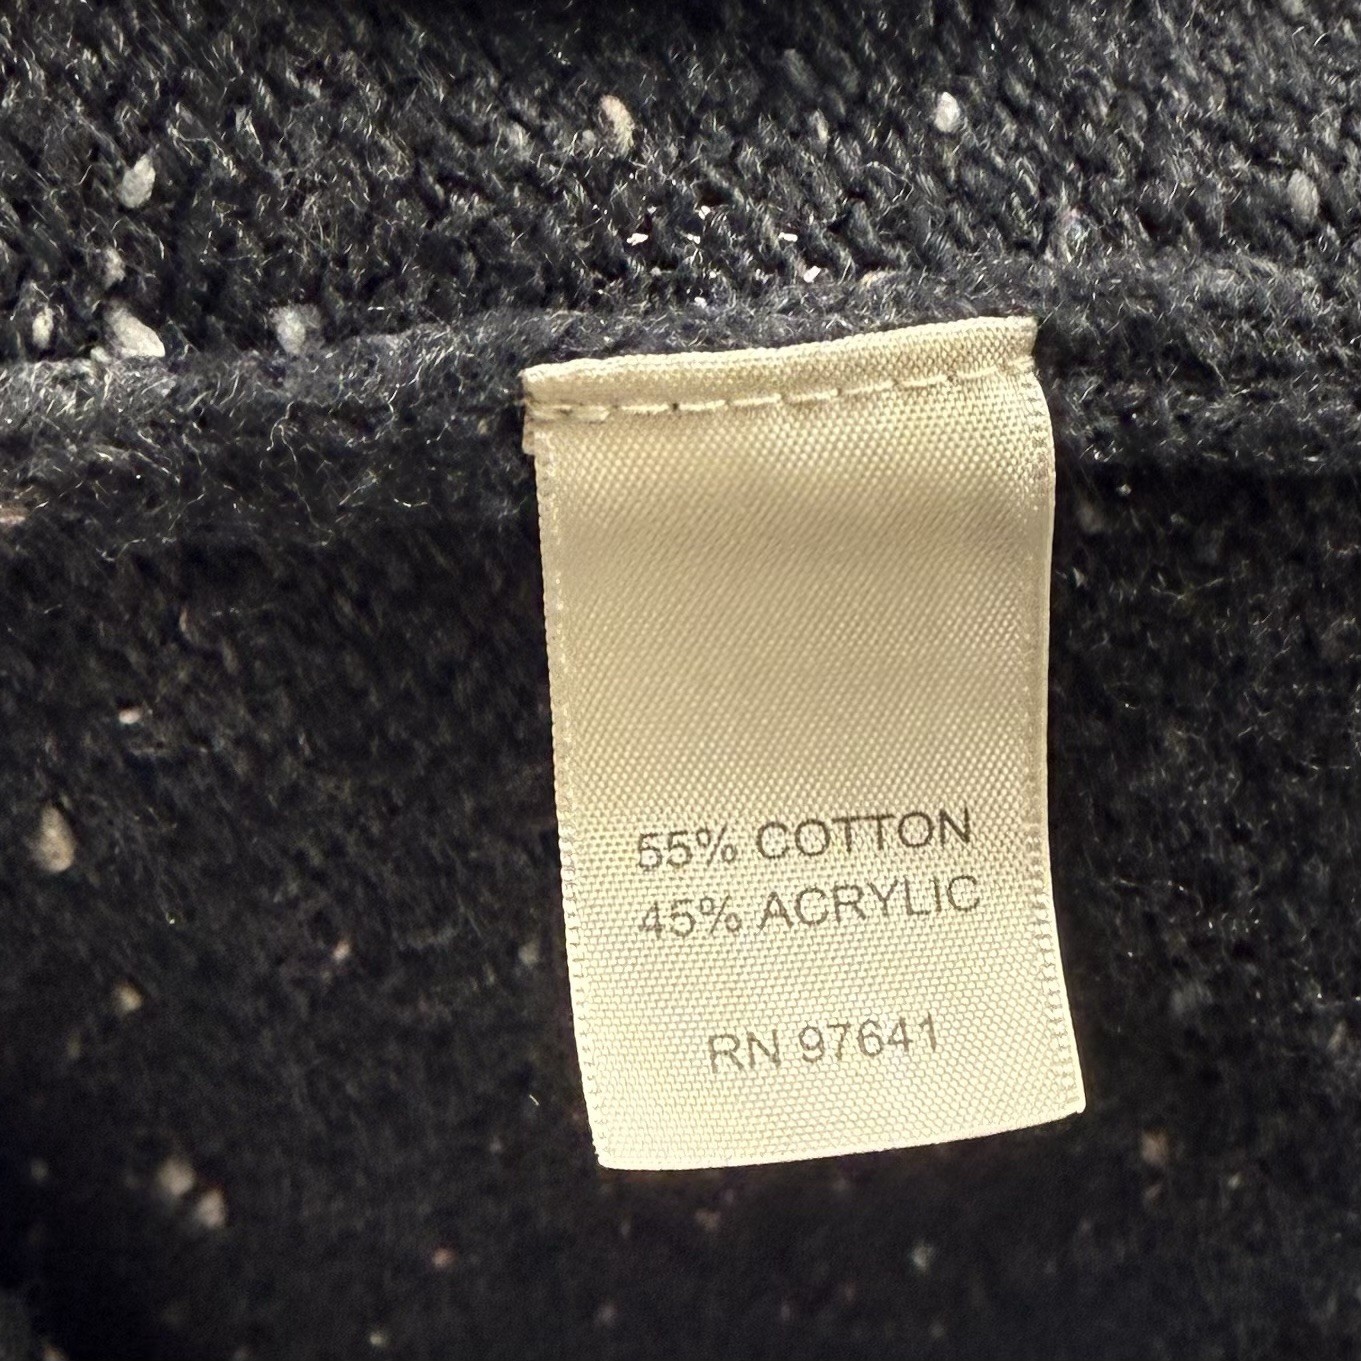 55% COTTON
45% ACRYLIC
RN 97641